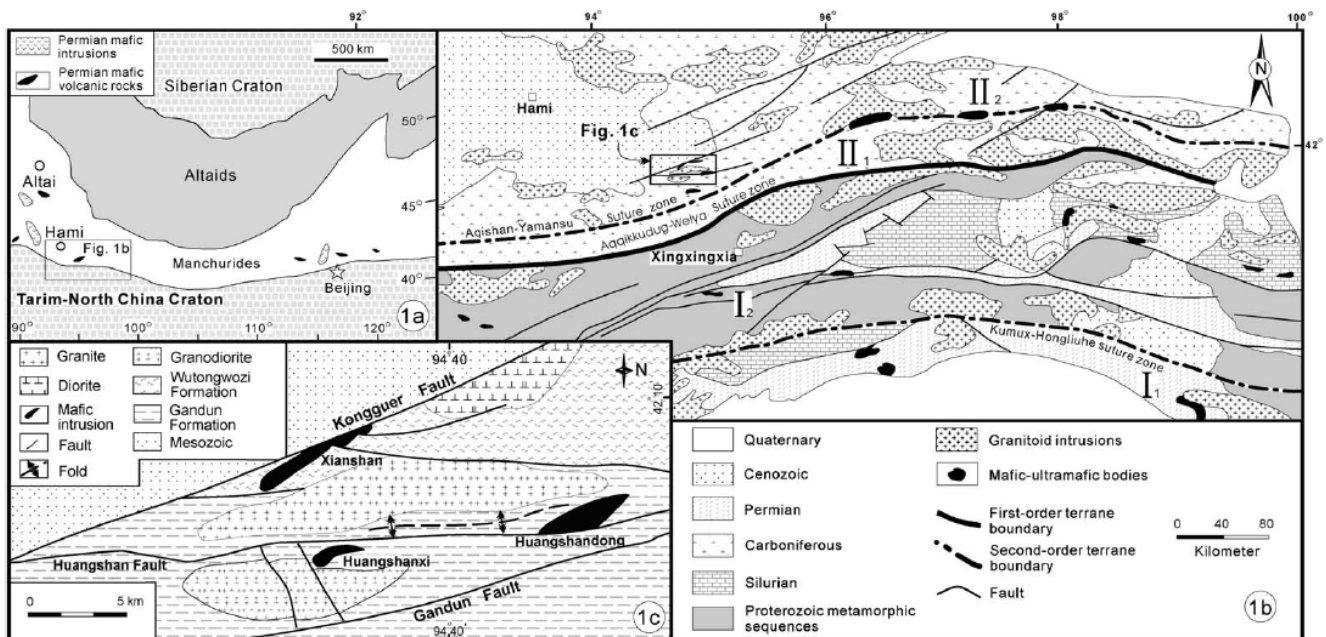 92°
94°
96°
98°
100°
Permian mafic
intrusions
Permian mafic
volcanic rocks
500 km
Siberian Craton
50°
Altaids
Altai
45°
Hami
Fig. 1b
Manchurides
40°
Beijing
Tarim-North China Craton
1a
90°
100°
110°
120°
Hami
Fig. 1c
II2
II1
N
42°
Aqishan-Yamansu Suture zone
Aqqikkudug-Weiya Suture zone
Xingxingxia
I2
Kumux-Hongliuhe suture zone
I1
Granite
Granodiorite
Diorite
Wutongwozi
Formation
Mafic
intrusion
Gandun
Formation
Fault
Mesozoic
Fold
94°40'
N
42°10'
Kongguer Fault
Xianshan
Huangshandong
Huangshan Fault
Huangshanxi
Gandun Fault
0 5 km
94°40'
1c
Quaternary
Cenozoic
Permian
Carboniferous
Silurian
Proterozoic metamorphic
sequences
Granitoid intrusions
Mafic-ultramafic bodies
First-order terrane
boundary
Second-order terrane
boundary
Fault
0 40 80
Kilometer
1b